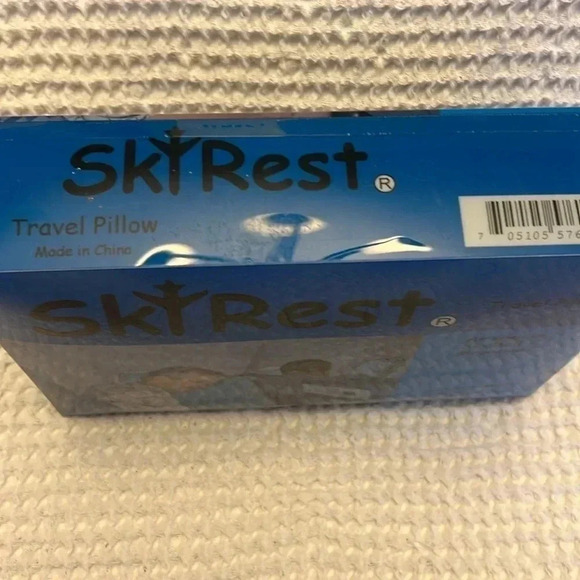 SkyRest®
Travel Pillow
Made in China
7 05105 576
SkyRest®